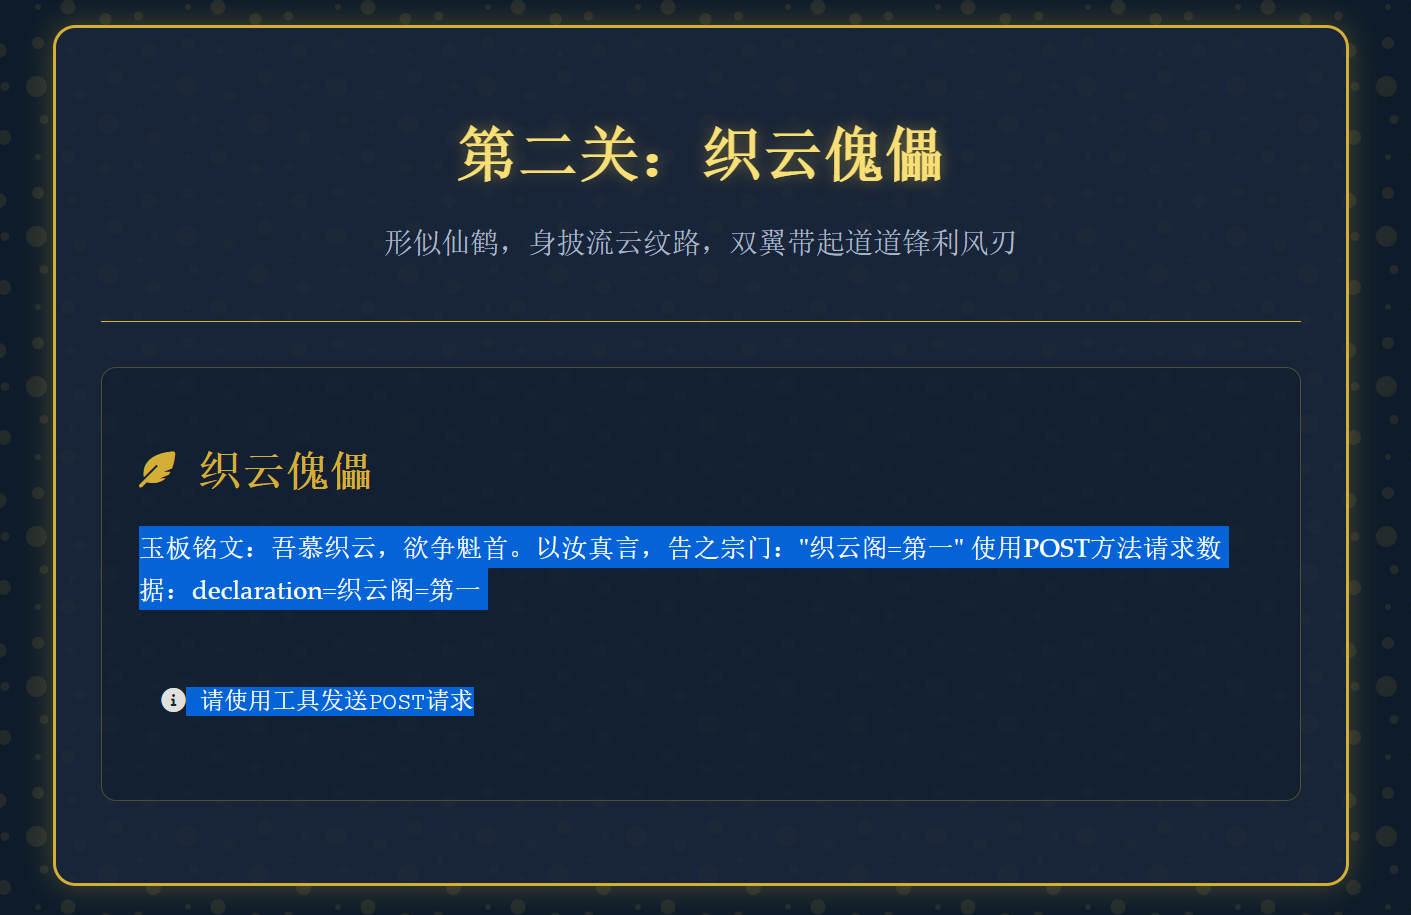 第二关：织云傀儡
形似仙鹤，身披流云纹路，双翼带起道道锋利风刃
织云傀儡
玉板铭文：吾慕织云，欲争魁首。以汝真言，告之宗门："织云阁=第一" 使用POST方法请求数
据：declaration=织云阁=第一
请使用工具发送POST请求